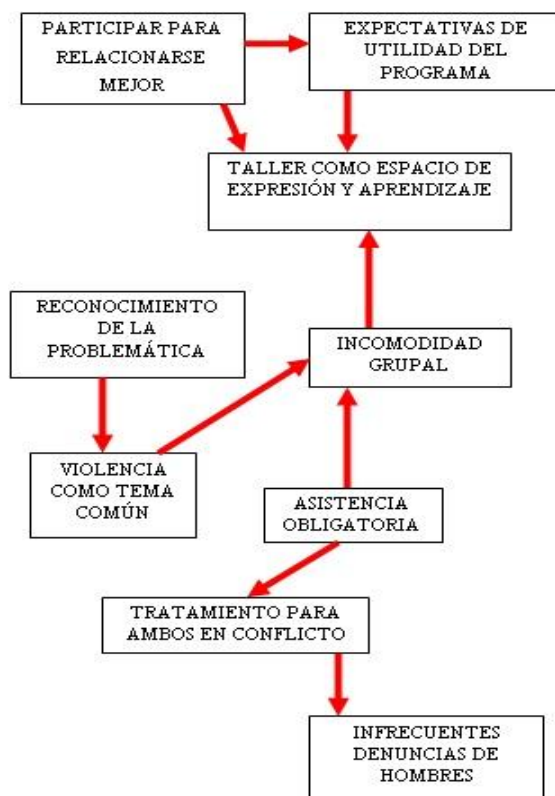 PARTICIPAR PARA
RELACIONARSE
MEJOR
EXPECTATIVAS DE
UTILIDAD DEL
PROGRAMA
TALLER COMO ESPACIO DE
EXPRESIÓN Y APRENDIZAJE
RECONOCIMIENTO
DE LA
PROBLEMÁTICA
INCOMODIDAD
GRUPAL
VIOLENCIA
COMO TEMA
COMÚN
ASISTENCIA
OBLIGATORIA
TRATAMIENTO PARA
AMBOS EN CONFLICTO
INFRECUENTES
DENUNCIAS DE
HOMBRES